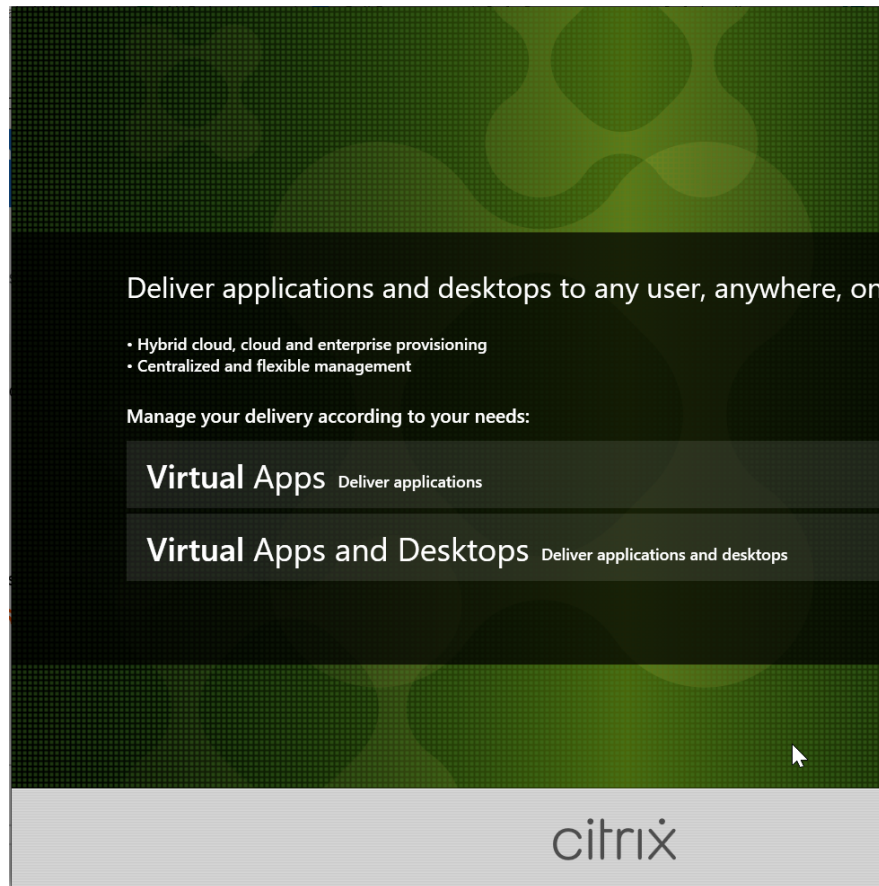 Deliver applications and desktops to any user, anywhere, on
• Hybrid cloud, cloud and enterprise provisioning
• Centralized and flexible management
Manage your delivery according to your needs:
Virtual Apps Deliver applications
Virtual Apps and Desktops Deliver applications and desktops
citrix